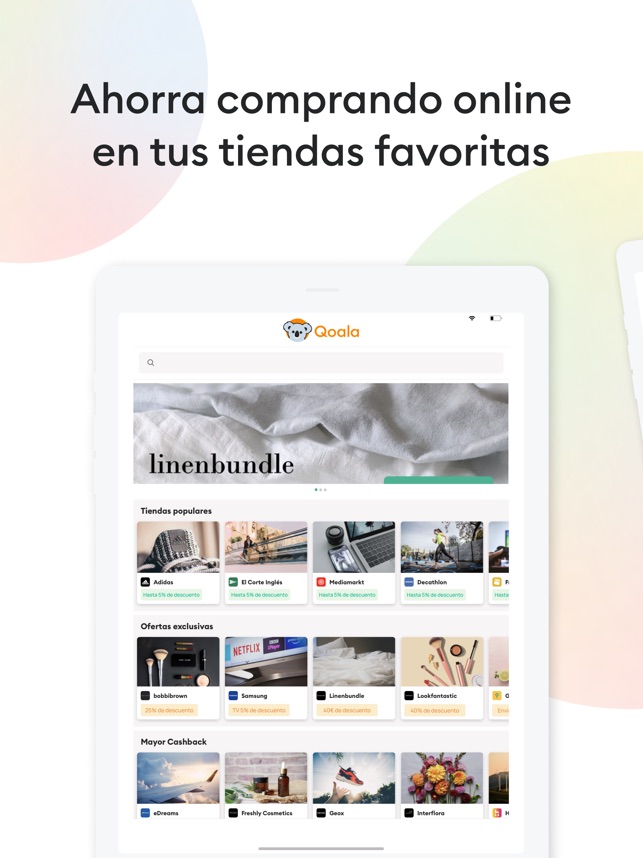 Ahorra comprando online
en tus tiendas favoritas
Qoala
linenbundle
Tiendas populares
Adidas
El Corte Inglés
Mediamarkt
Decathlon
Hasta 5% de descuento
Hasta 5% de descuento
Hasta 5% de descuento
Hasta 5% de descuento
Hasta
Ofertas exclusivas
NETFLIX
bobbibrown
Samsung
Linenbundle
Lookfantastic
25% de descuento
TV 5% de descuento
40€ de descuento
40% de descuento
Mayor Cashback
eDreams
Freshly Cosmetics
Geox
Interflora